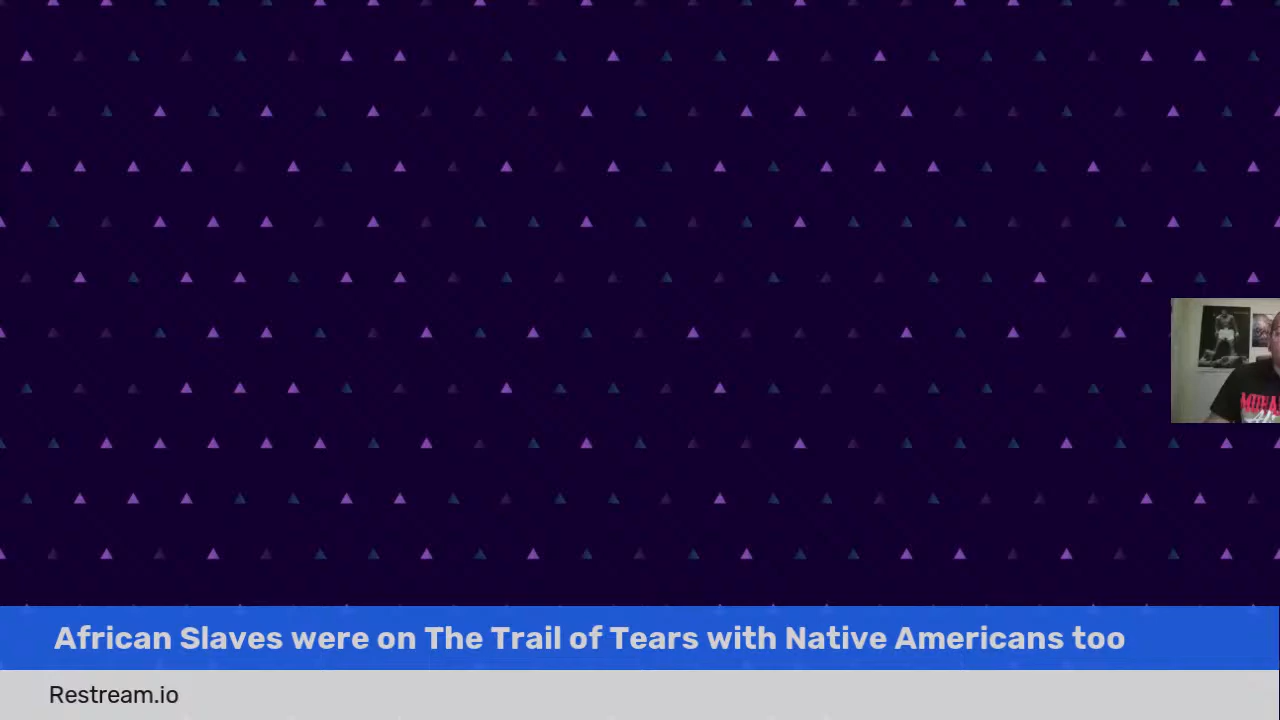 African Slaves were on The Trail of Tears with Native Americans too
Restream.io